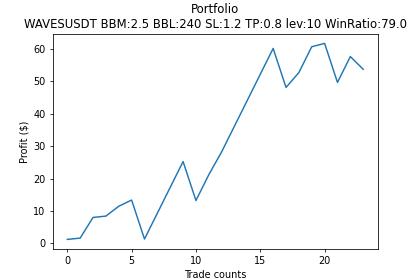 Portfolio
WAVESUSDT BBM:2.5 BBL:240 SL:1.2 TP:0.8 lev:10 WinRatio:79.0
60
50
40
30
20
10
0
Profit ($)
0 5 10 15 20
Trade counts